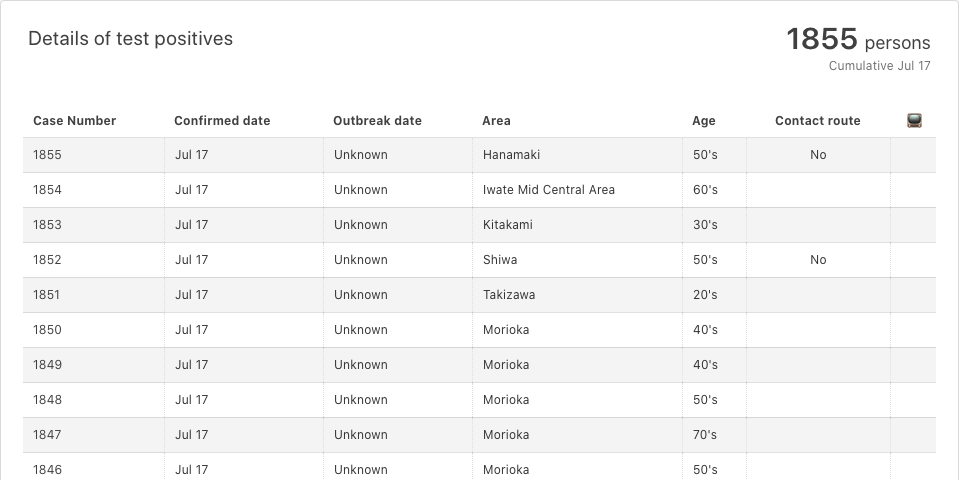 Details of test positives
1855 persons
Cumulative Jul 17
Case Number Confirmed date Outbreak date Area Age Contact route
1855 Jul 17 Unknown Hanamaki 50's No
1854 Jul 17 Unknown Iwate Mid Central Area 60's
1853 Jul 17 Unknown Kitakami 30's
1852 Jul 17 Unknown Shiwa 50's No
1851 Jul 17 Unknown Takizawa 20's
1850 Jul 17 Unknown Morioka 40's
1849 Jul 17 Unknown Morioka 40's
1848 Jul 17 Unknown Morioka 50's
1847 Jul 17 Unknown Morioka 70's
1846 Jul 17 Unknown Morioka 50's